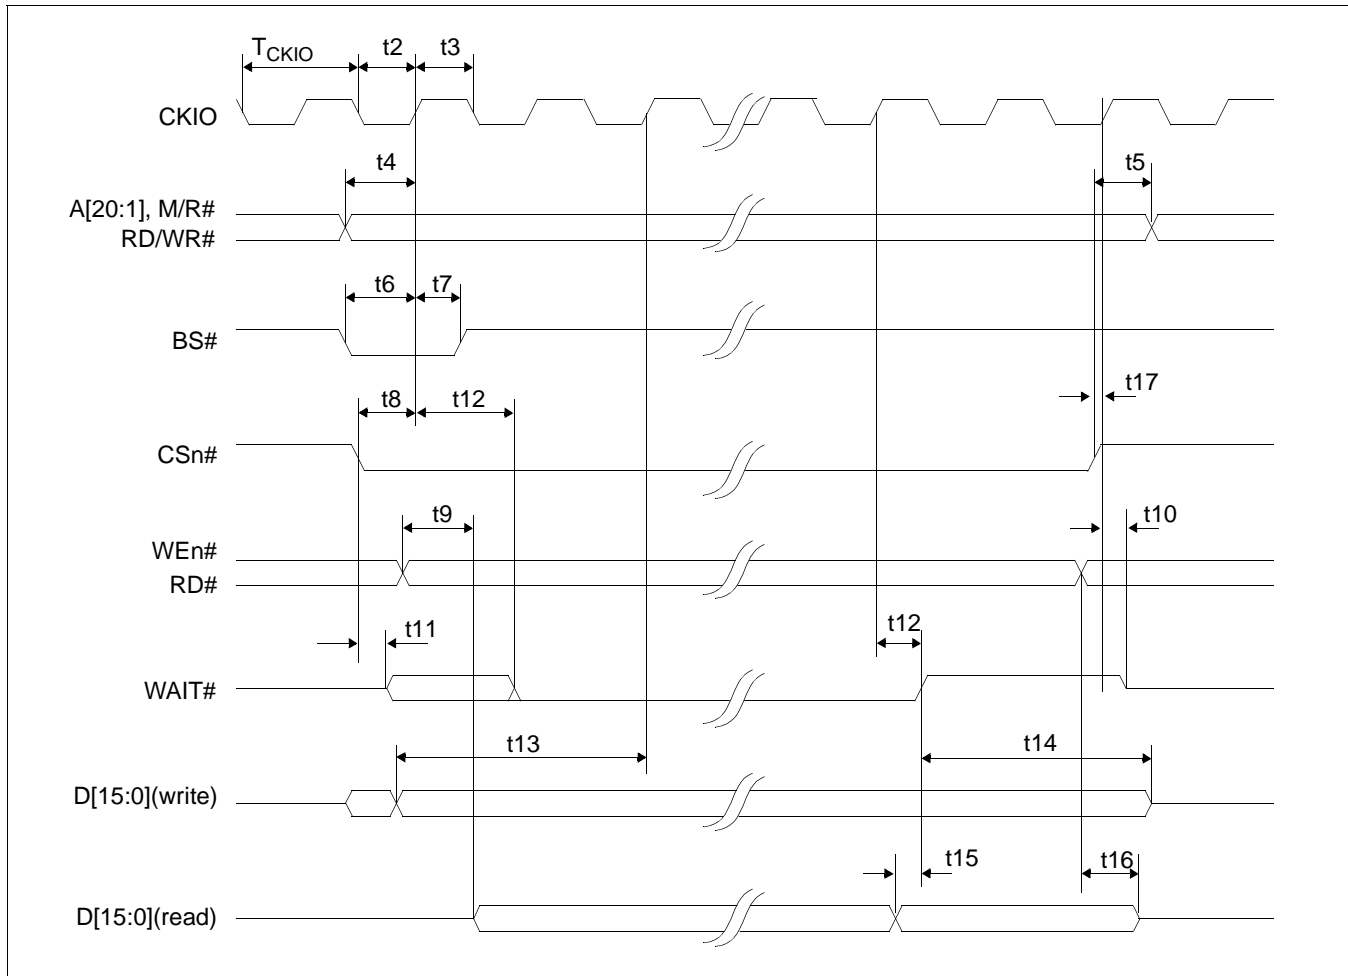 TCKIO t2 t3
CKIO
t4 t5
A[20:1], M/R#
RD/WR#
t6 t7
BS#
t17
t8 t12
CSn#
t9 t10
WEn#
RD#
t11 t12
WAIT#
t13 t14
D[15:0](write)
t15 t16
D[15:0](read)